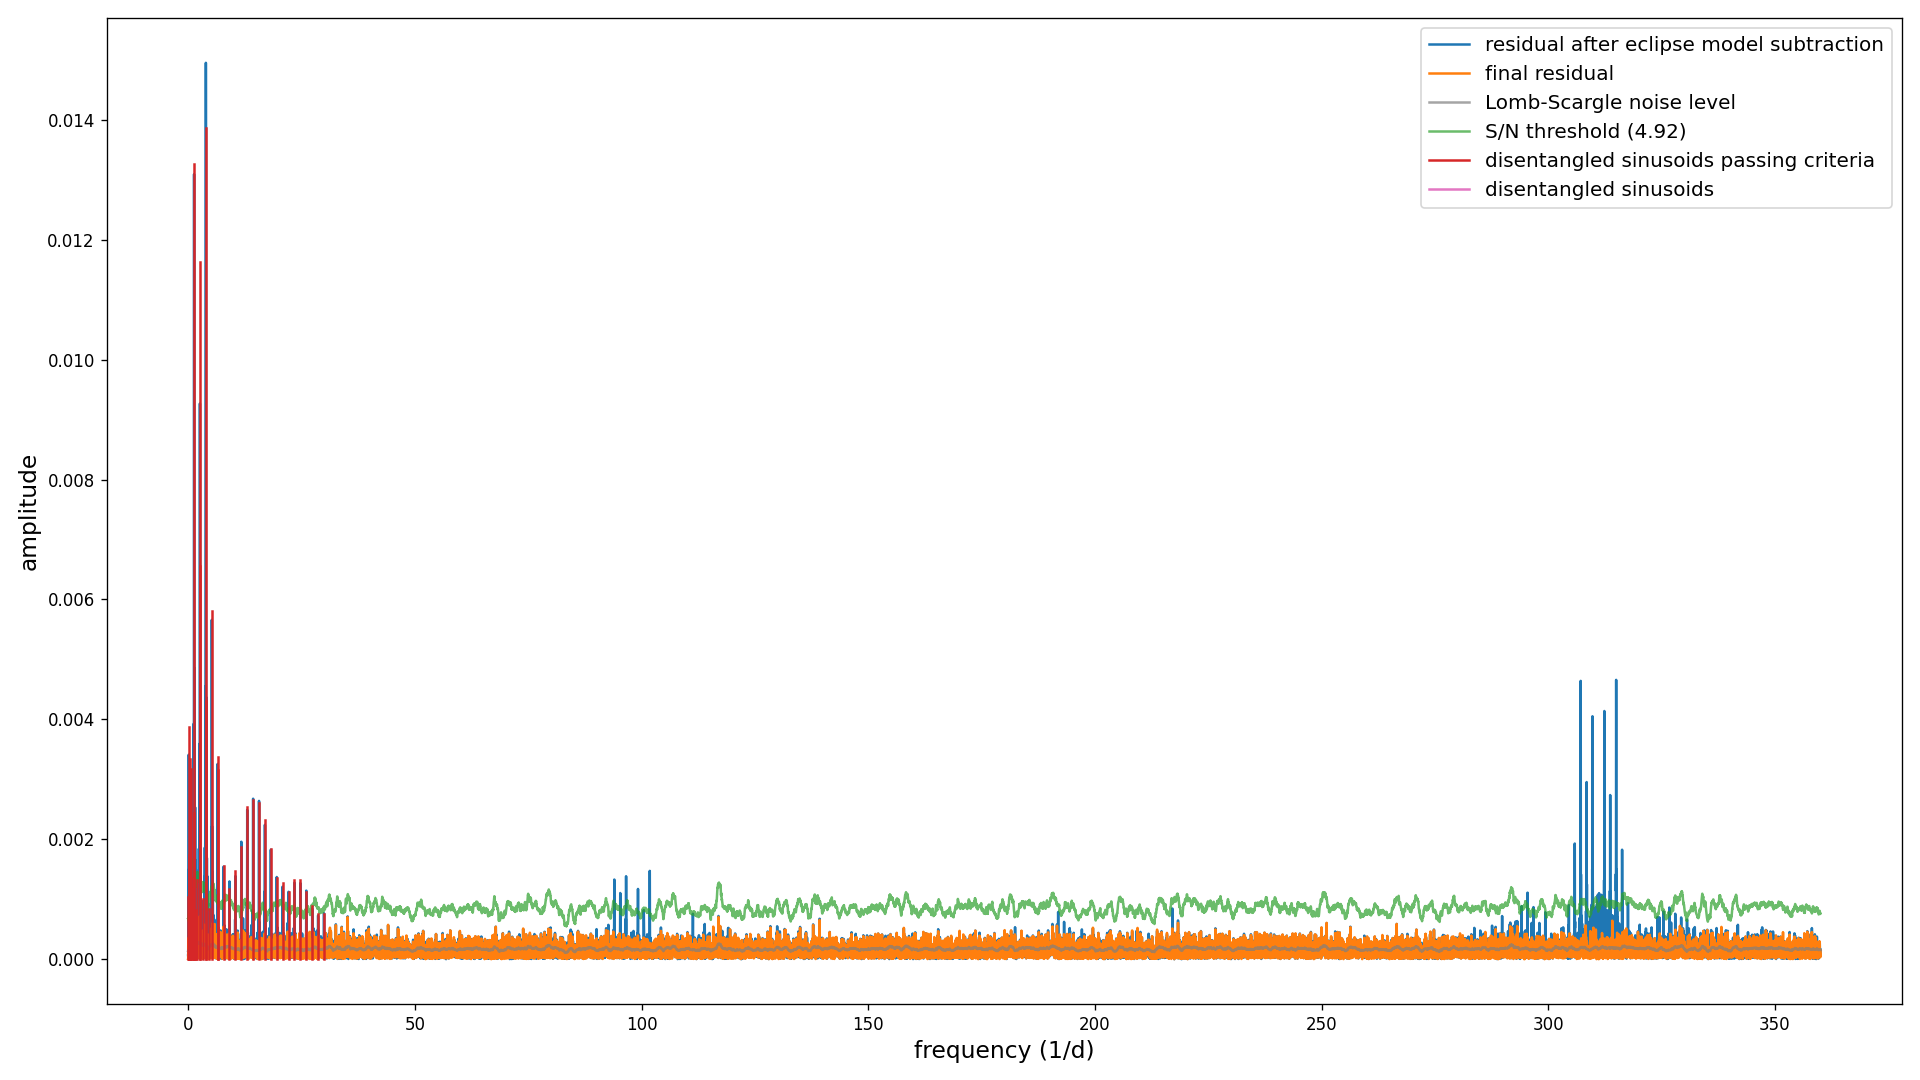 residual after eclipse model subtraction
final residual
Lomb-Scargle noise level
S/N threshold (4.92)
disentangled sinusoids passing criteria
disentangled sinusoids
0.014
0.012
0.010
0.008
0.006
0.004
0.002
0.000
amplitude
0 50 100 150 200 250 300 350
frequency (1/d)